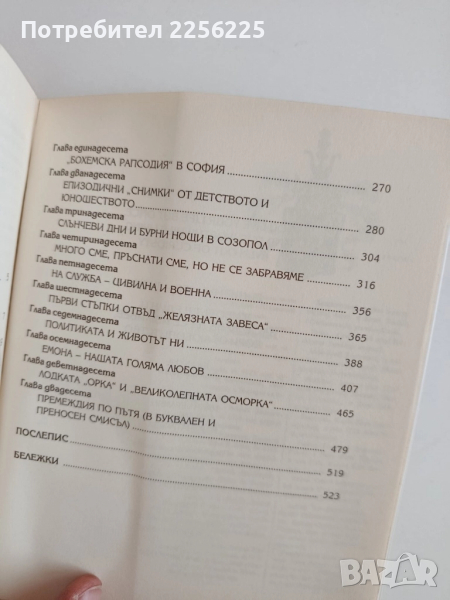 Потребител 2256225
Глава единадесета
„БОХЕМСКА РАПСОДИЯ" В СОФИЯ 270
Глава дванадесета
ЕПИЗОДИЧНИ „СНИМКИ" ОТ ДЕТСТВОТО И
ЮНОШЕСТВОТО 280
Глава тринадесета
СЛЪНЧЕВИ ДНИ И БУРНИ НОЩИ В СОЗОПОЛ 304
Глава четиринадесета
МНОГО СМЕ, ПРЪСНАТИ СМЕ, НО НЕ СЕ ЗАБРАВЯМЕ 316
Глава петнадесета
НА СЛУЖБА – ЦИВИЛНА И ВОЕННА 356
Глава шестнадесета
ПЪРВИ СТЪПКИ ОТВЪД „ЖЕЛЯЗНАТА ЗАВЕСА" 365
Глава седемнадесета
ПОЛИТИКАТА И ЖИВОТЪТ НИ 388
Глава осемнадесета
ЕМОНА – НАШАТА ГОЛЯМА ЛЮБОВ 407
Глава деветнадесета
ЛОДКАТА „ОРКА" И „ВЕЛИКОЛЕПНАТА ОСМОРКА" 465
Глава двадесета
ПРЕМЕЖДИЯ ПО ПЪТЯ (В БУКВАЛЕН И
ПРЕНОСЕН СМИСЪЛ) 479
ПОСЛЕПИС 519
БЕЛЕЖКИ 523
bazar